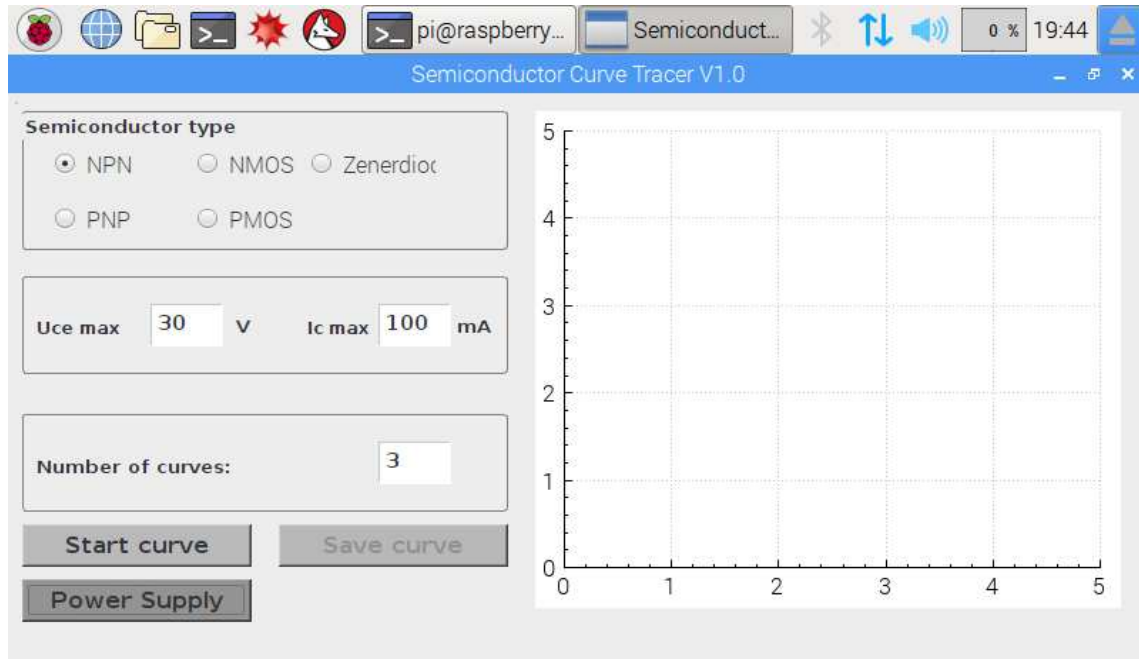 pi@raspberry...
Semiconduct...
0 %
19:44
Semiconductor Curve Tracer V1.0
Semiconductor type
NPN
NMOS
Zenerdioc
PNP
PMOS
Uce max 30 V Ic max 100 mA
Number of curves: 3
Start curve
Save curve
Power Supply
5
4
3
2
1
0
0 1 2 3 4 5